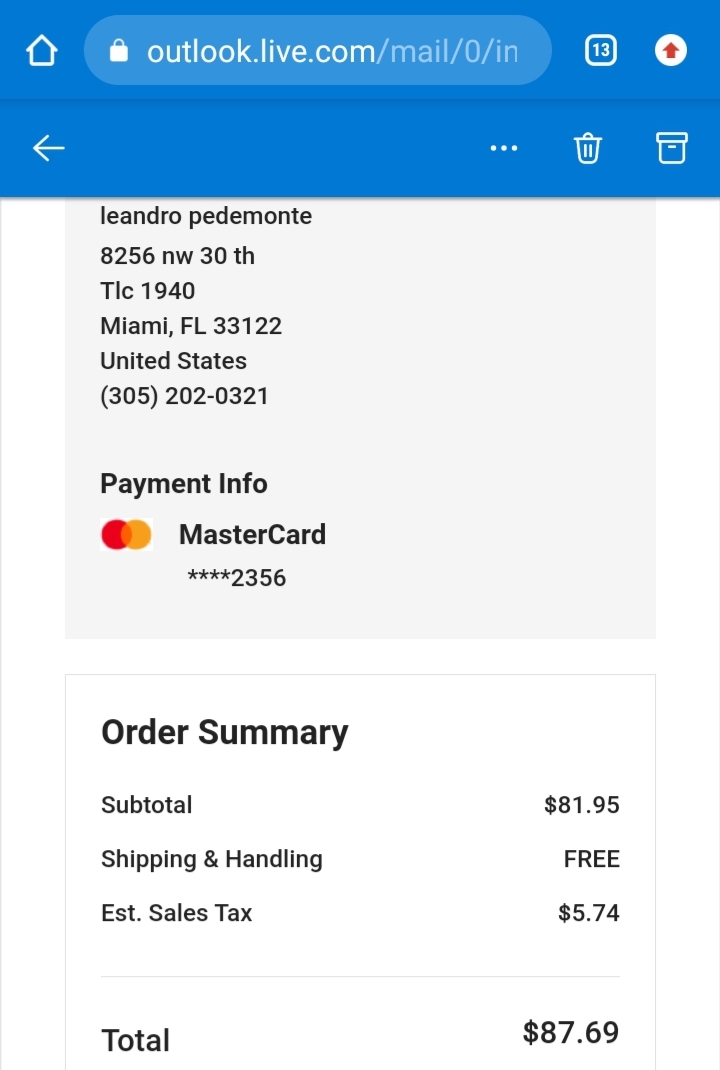 outlook.live.com/mail/0/in
13
leandro pedemonte
8256 nw 30 th
Tlc 1940
Miami, FL 33122
United States
(305) 202-0321
Payment Info
MasterCard
****2356
Order Summary
Subtotal $81.95
Shipping & Handling FREE
Est. Sales Tax $5.74
Total $87.69